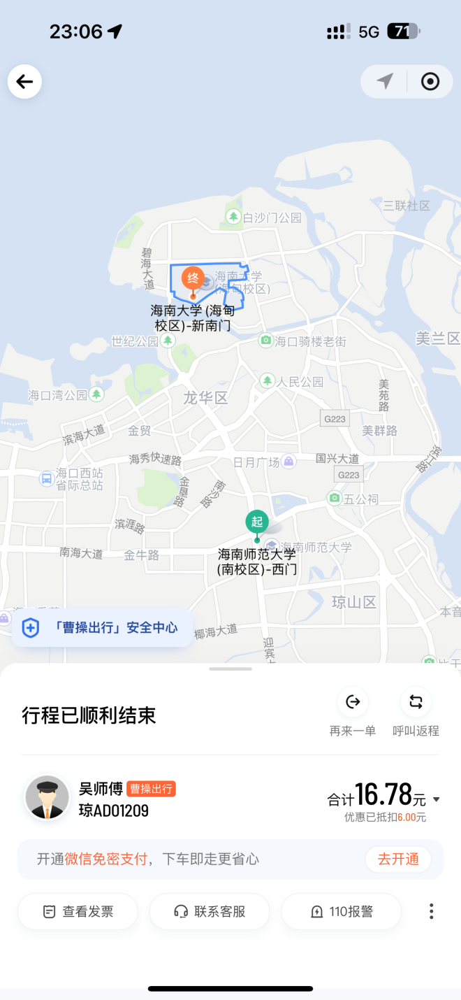 23:06
5G
71
三联社区
白沙门公园
碧海大道
终
海南大学
(海甸校区)
海南大学 (海甸
校区)-新南门
世纪公园
海口骑楼老街
美兰区
海口湾公园
龙华区
人民公园
美苑路
G223
滨海大道
金贸
美群路
海秀快速路
日月广场
国兴大道
滨江路
海口西站
省际总站
G223
金垦路
南沙路
五公祠
滨涯路
起
海南师范大学
南海大道
金牛路
海南师范大学
(南校区)-西门
琼山区
「曹操出行」安全中心
椰海大道
迎宾大
本音
行程已顺利结束
再来一单
呼叫返程
吴师傅
曹操出行
琼AD01209
合计16.78元
优惠已抵扣6.00元
开通微信免密支付，下车即走更省心
去开通
查看发票
联系客服
110报警